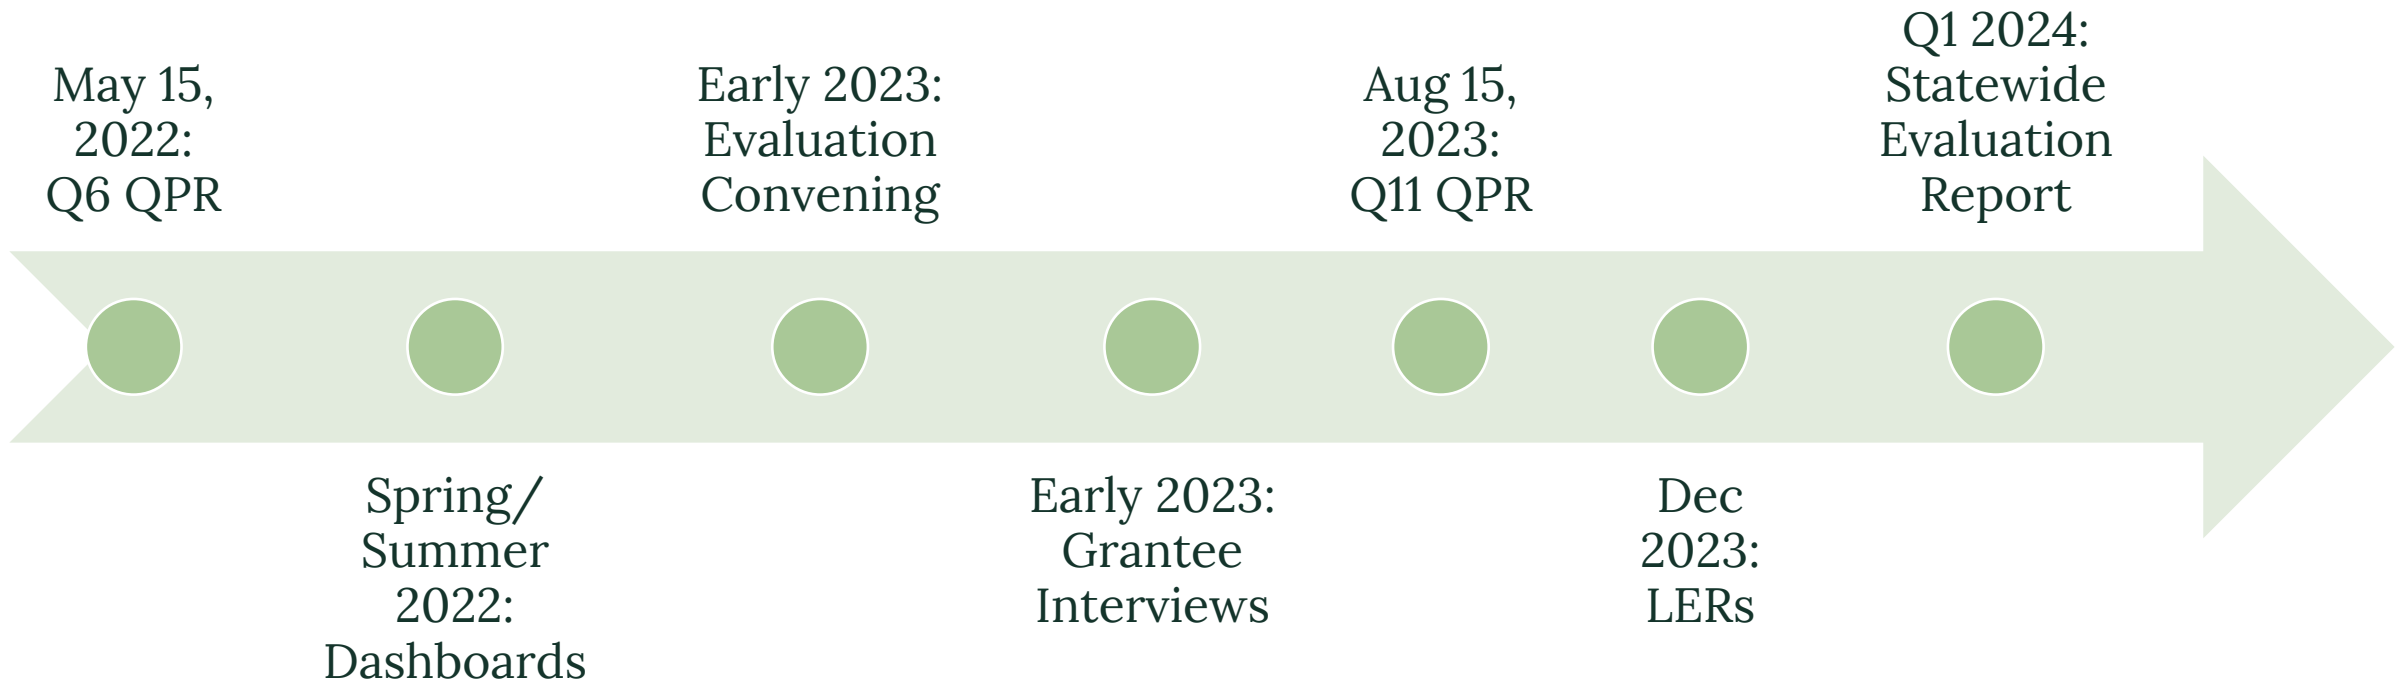 May 15,
2022:
Q6 QPR
Spring/
Summer
2022:
Dashboards
Early 2023:
Evaluation
Convening
Early 2023:
Grantee
Interviews
Aug 15,
2023:
Q11 QPR
Dec
2023:
LERs
Q1 2024:
Statewide
Evaluation
Report